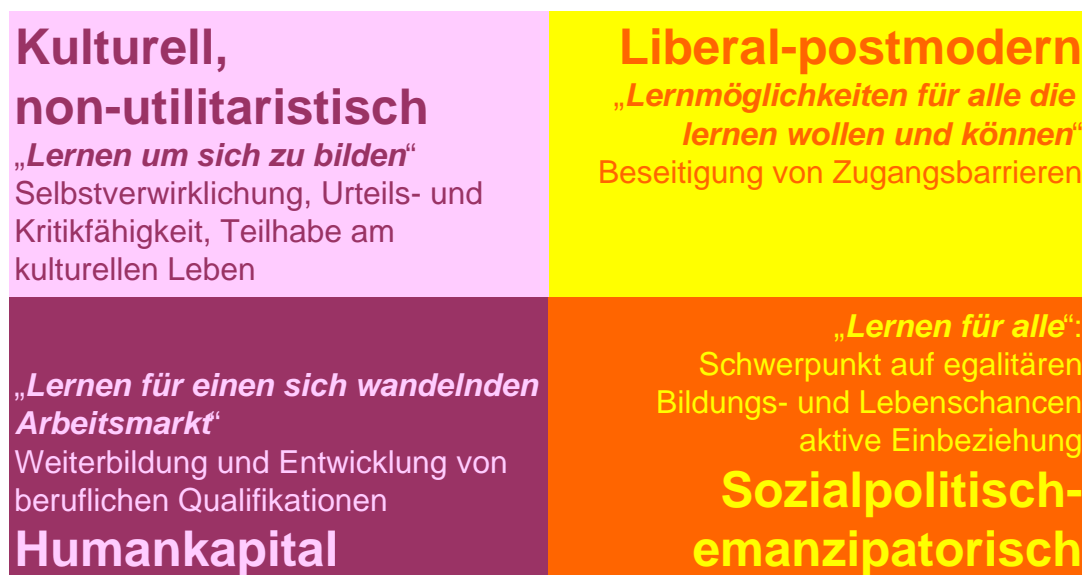 Kulturell,
non-utilitaristisch
„Lernen um sich zu bilden“
Selbstverwirklichung, Urteils- und
Kritikfähigkeit, Teilhabe am
kulturellen Leben
Liberal-postmodern
„Lernmöglichkeiten für alle die
lernen wollen und können“
Beseitigung von Zugangsbarrieren
„Lernen für einen sich wandelnden
Arbeitsmarkt“
Weiterbildung und Entwicklung von
beruflichen Qualifikationen
Humankapital
„Lernen für alle“:
Schwerpunkt auf egalitären
Bildungs- und Lebenschancen
aktive Einbeziehung
Sozialpolitisch-
emanzipatorisch